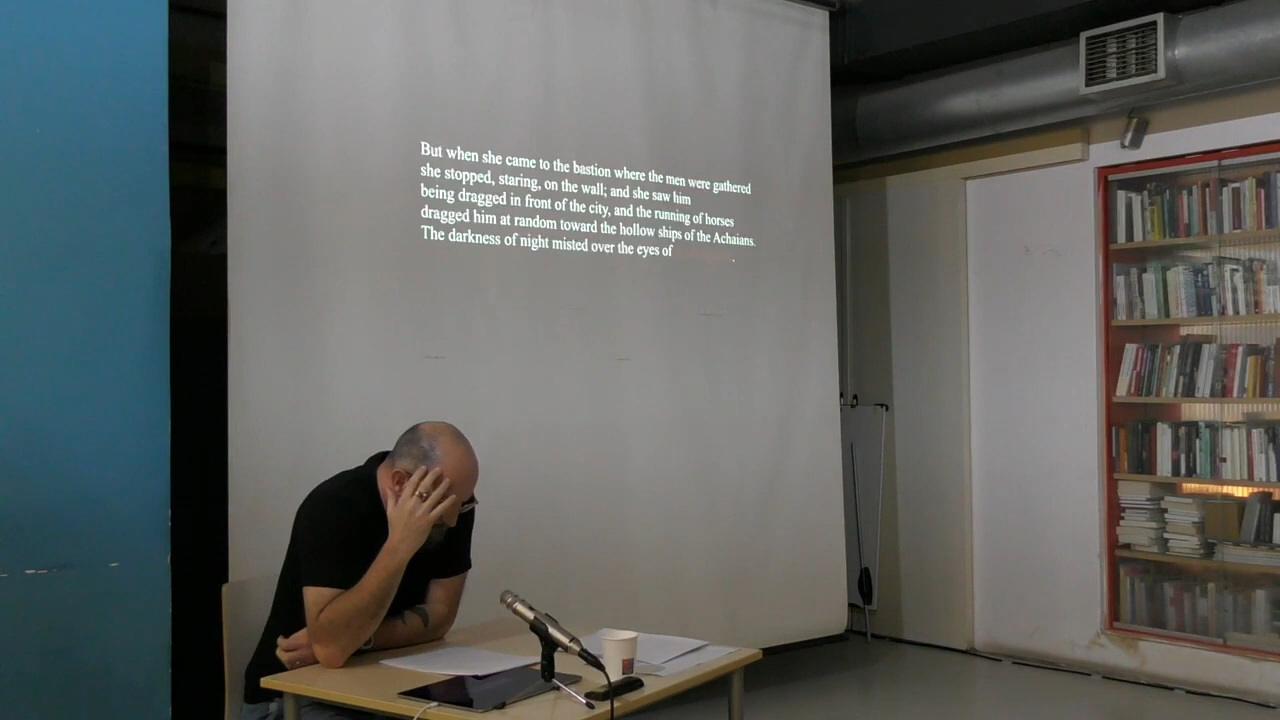 But when she came to the bastion where the men were gathered
she stopped, staring, on the wall; and she saw him
being dragged in front of the city, and the running of horses
dragged him at random toward the hollow ships of the Achaians.
The darkness of night misted over the eyes of